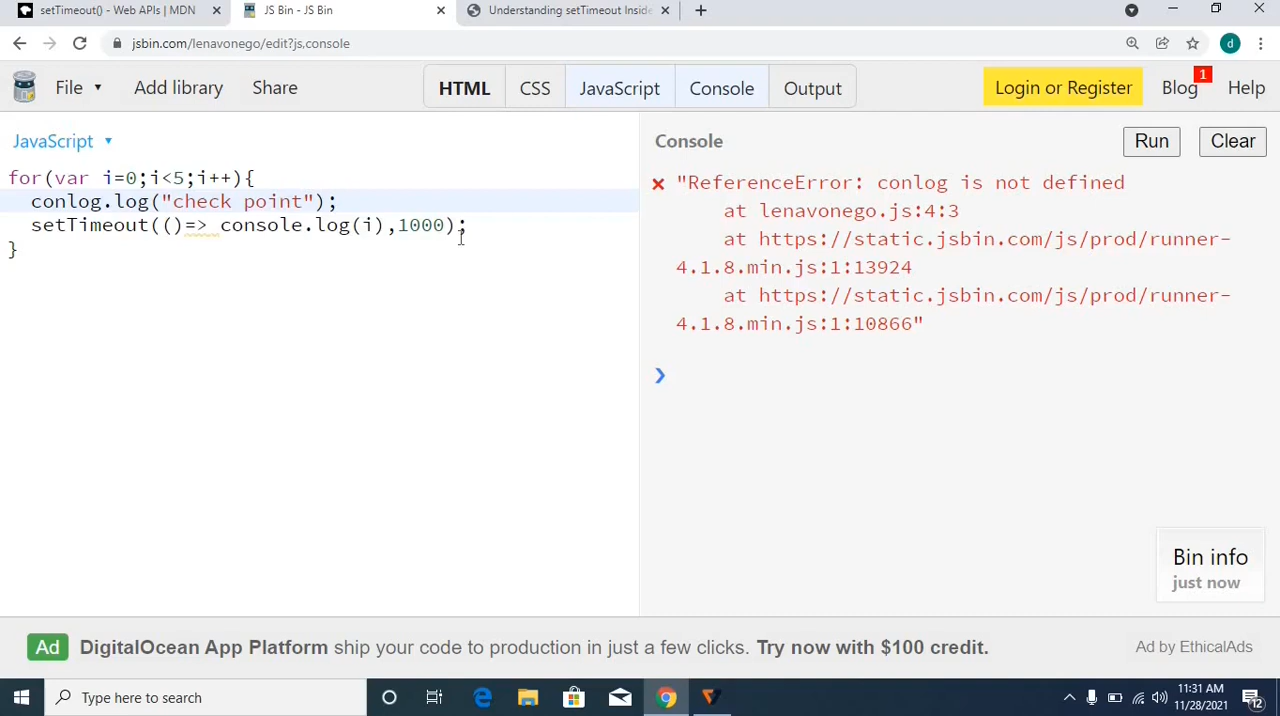 setTimeout() - Web APIs | MDN
JS Bin - JS Bin
Understanding setTimeout Inside
jsbin.com/lenavonego/edit?js,console
d
File
Add library
Share
HTML
CSS
JavaScript
Console
Output
Login or Register
Blog
1
Help
JavaScript
for(var i=0;i<5;i++){
conlog.log("check point");
setTimeout(()=> console.log(i),1000);
}
Console
Run
Clear
"ReferenceError: conlog is not defined
at lenavonego.js:4:3
at https://static.jsbin.com/js/prod/runner-
4.1.8.min.js:1:13924
at https://static.jsbin.com/js/prod/runner-
4.1.8.min.js:1:10866"
Bin info
just now
Ad DigitalOcean App Platform ship your code to production in just a few clicks. Try now with $100 credit.
Ad by EthicalAds
Type here to search
11:31 AM
11/28/2021
12